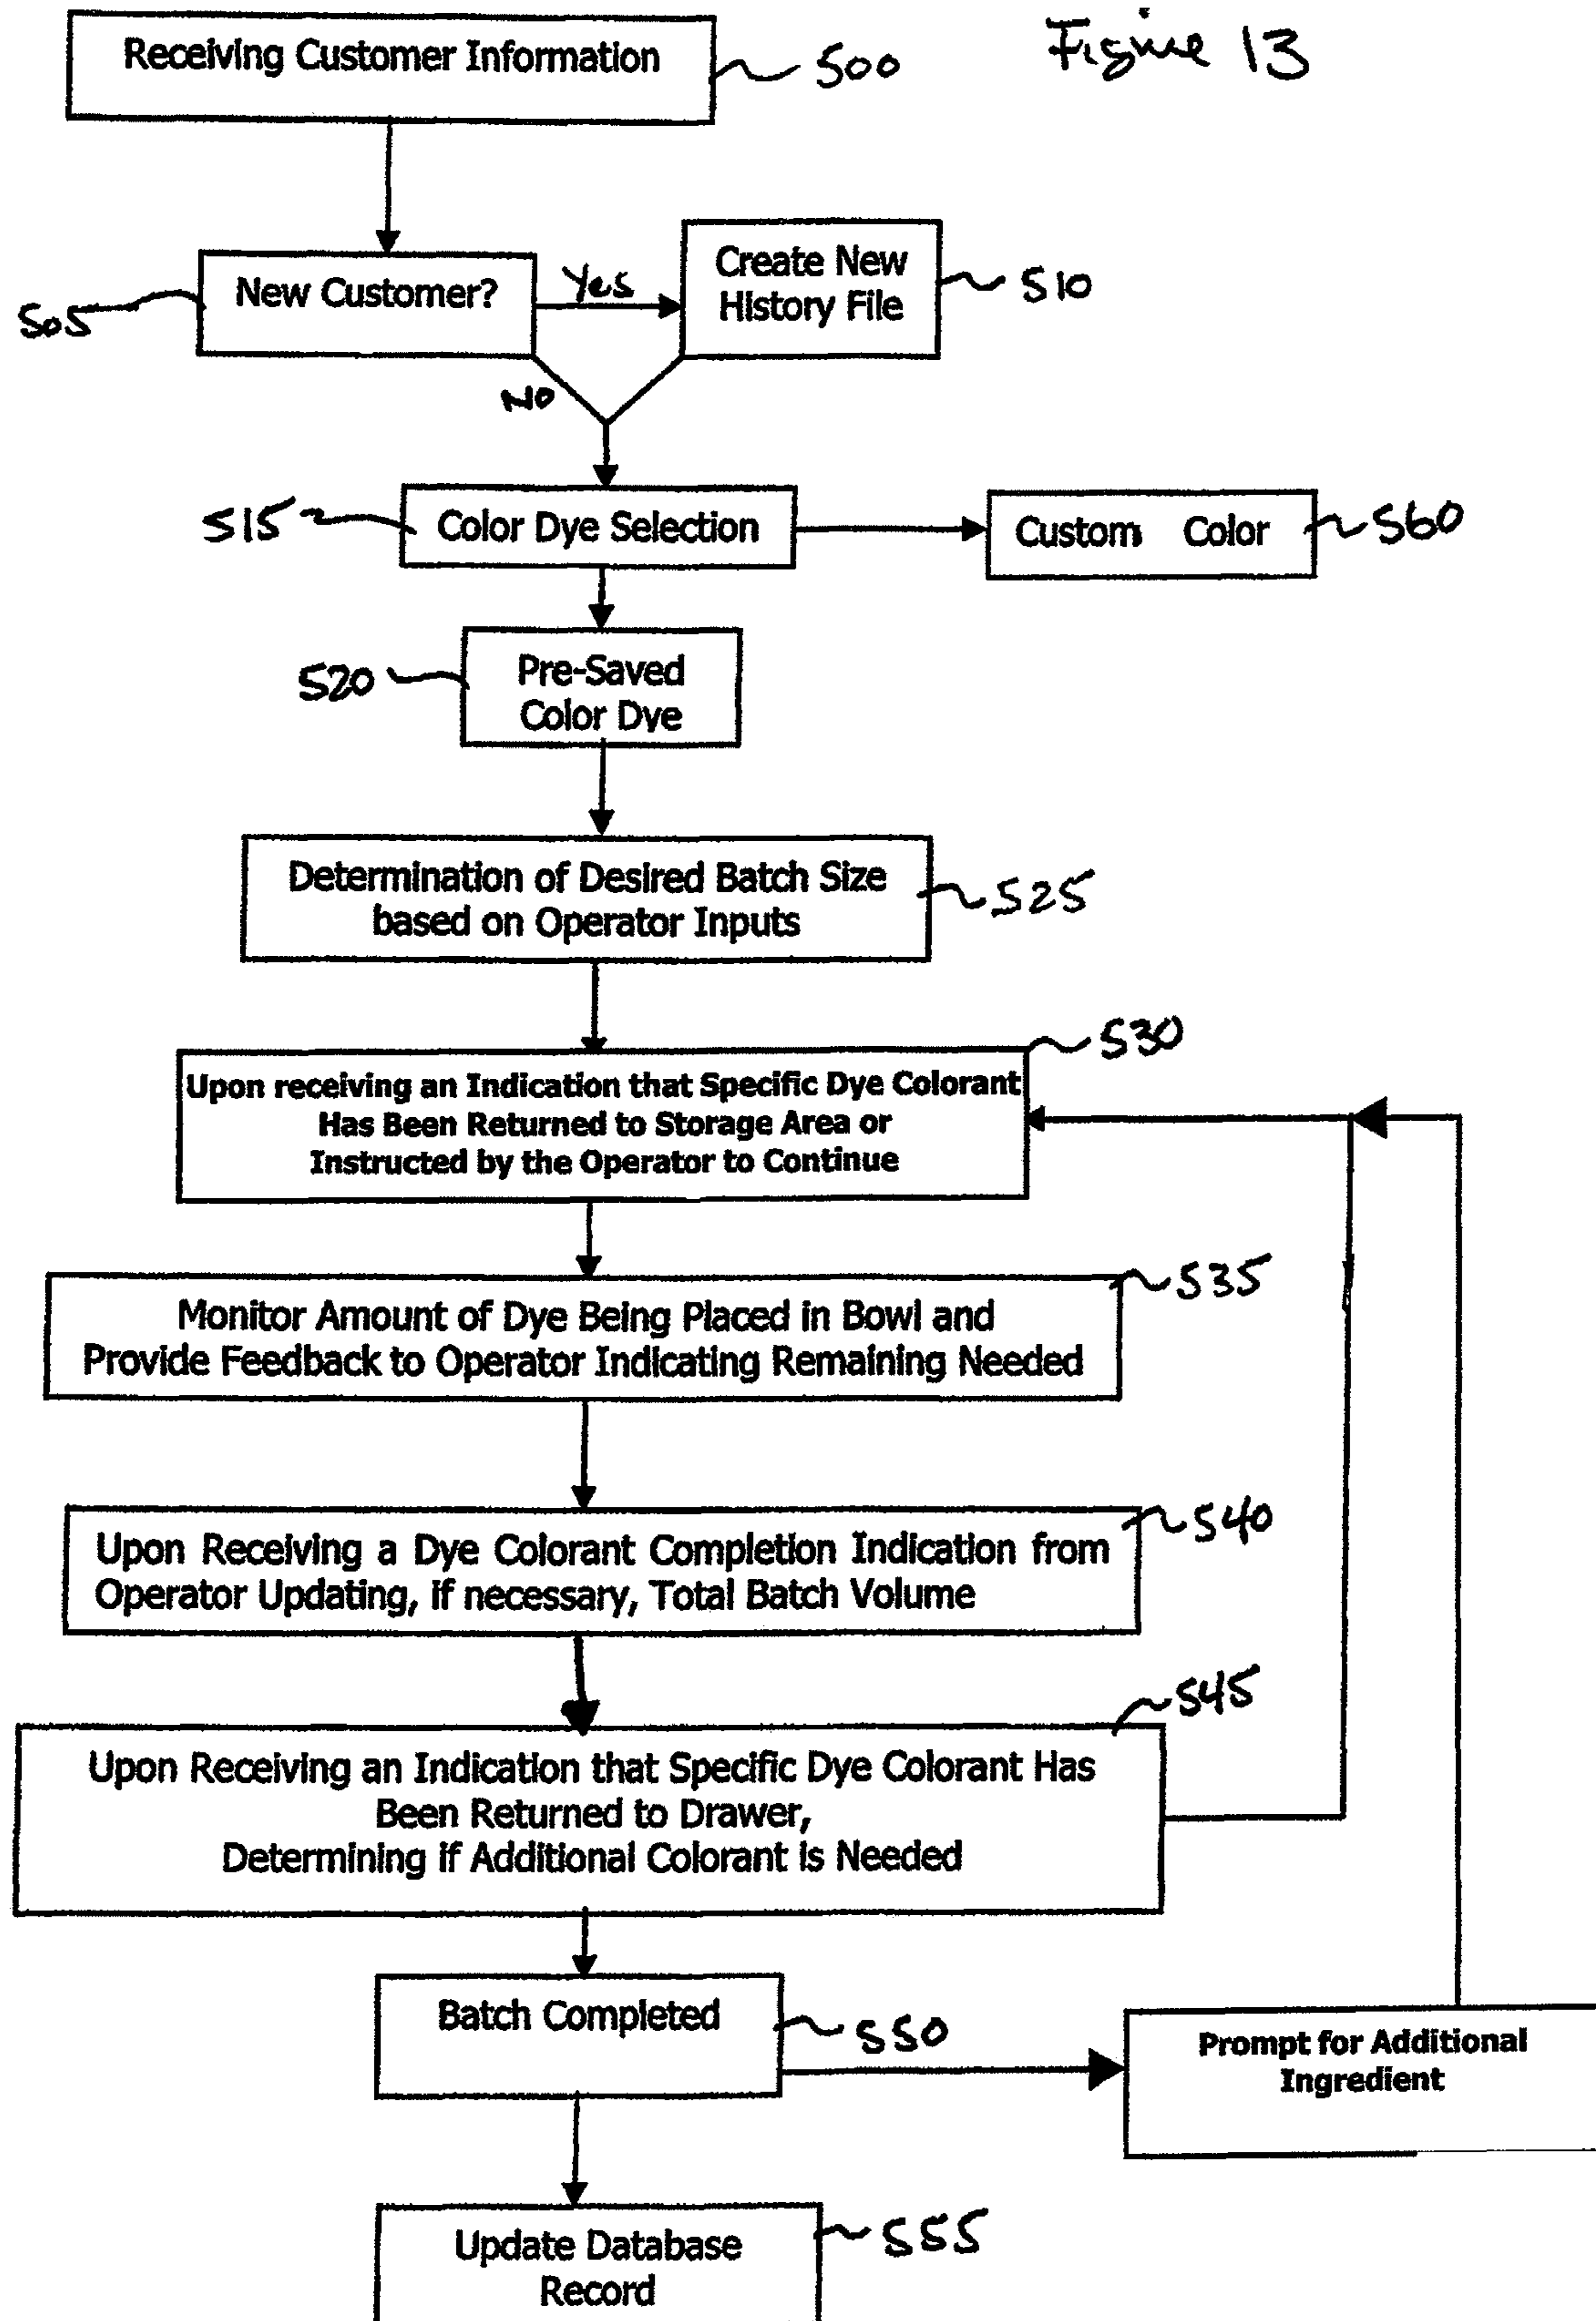 Figure 13
Receiving Customer Information
500
New Customer?
Yes
Create New
History File
510
505
No
515
Color Dye Selection
Custom Color
560
520
Pre-Saved
Color Dye
Determination of Desired Batch Size
based on Operator Inputs
525
530
Upon receiving an Indication that Specific Dye Colorant
Has Been Returned to Storage Area or
Instructed by the Operator to Continue
535
Monitor Amount of Dye Being Placed in Bowl and
Provide Feedback to Operator Indicating Remaining Needed
540
Upon Receiving a Dye Colorant Completion Indication from
Operator Updating, if necessary, Total Batch Volume
545
Upon Receiving an Indication that Specific Dye Colorant Has
Been Returned to Drawer,
Determining if Additional Colorant is Needed
Batch Completed
550
Prompt for Additional
Ingredient
Update Database
Record
555